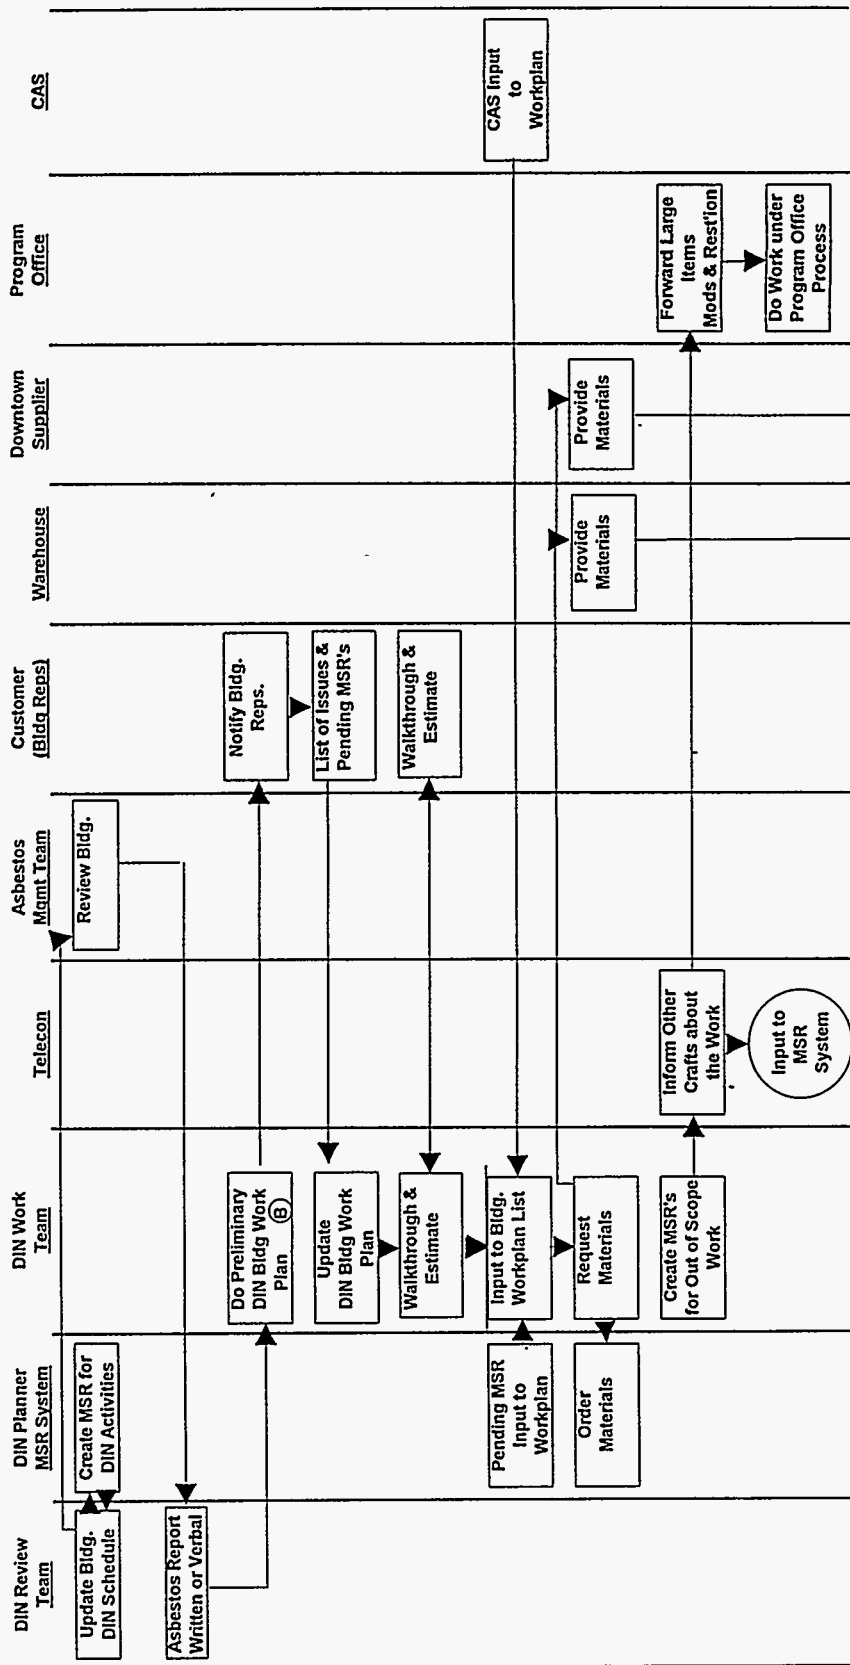 DIN Review
Team
DIN Planner
MSR System
DIN Work
Team
Telecon
Asbestos
Mgmt Team
Customer
(Bldg Reps)
Warehouse
Downtown
Supplier
Program
Office
CAS
Update Bldg.
DIN Schedule
Create MSR for
DIN Activities
Review Bldg.
Asbestos Report
Written or Verbal
Do Preliminary
DIN Bldg Work
Plan B
Notify Bldg.
Reps.
Update
DIN Bldg Work
Plan
List of Issues &
Pending MSR's
Walkthrough &
Estimate
Walkthrough &
Estimate
Pending MSR
Input to
Workplan
Input to Bldg.
Workplan List
CAS Input
to
Workplan
Order
Materials
Request
Materials
Provide
Materials
Provide
Materials
Create MSR's
for Out of Scope
Work
Inform Other
Crafts about
the Work
Forward Large
Items
Mods & Rest'ion
Input to
MSR
System
Do Work under
Program Office
Process